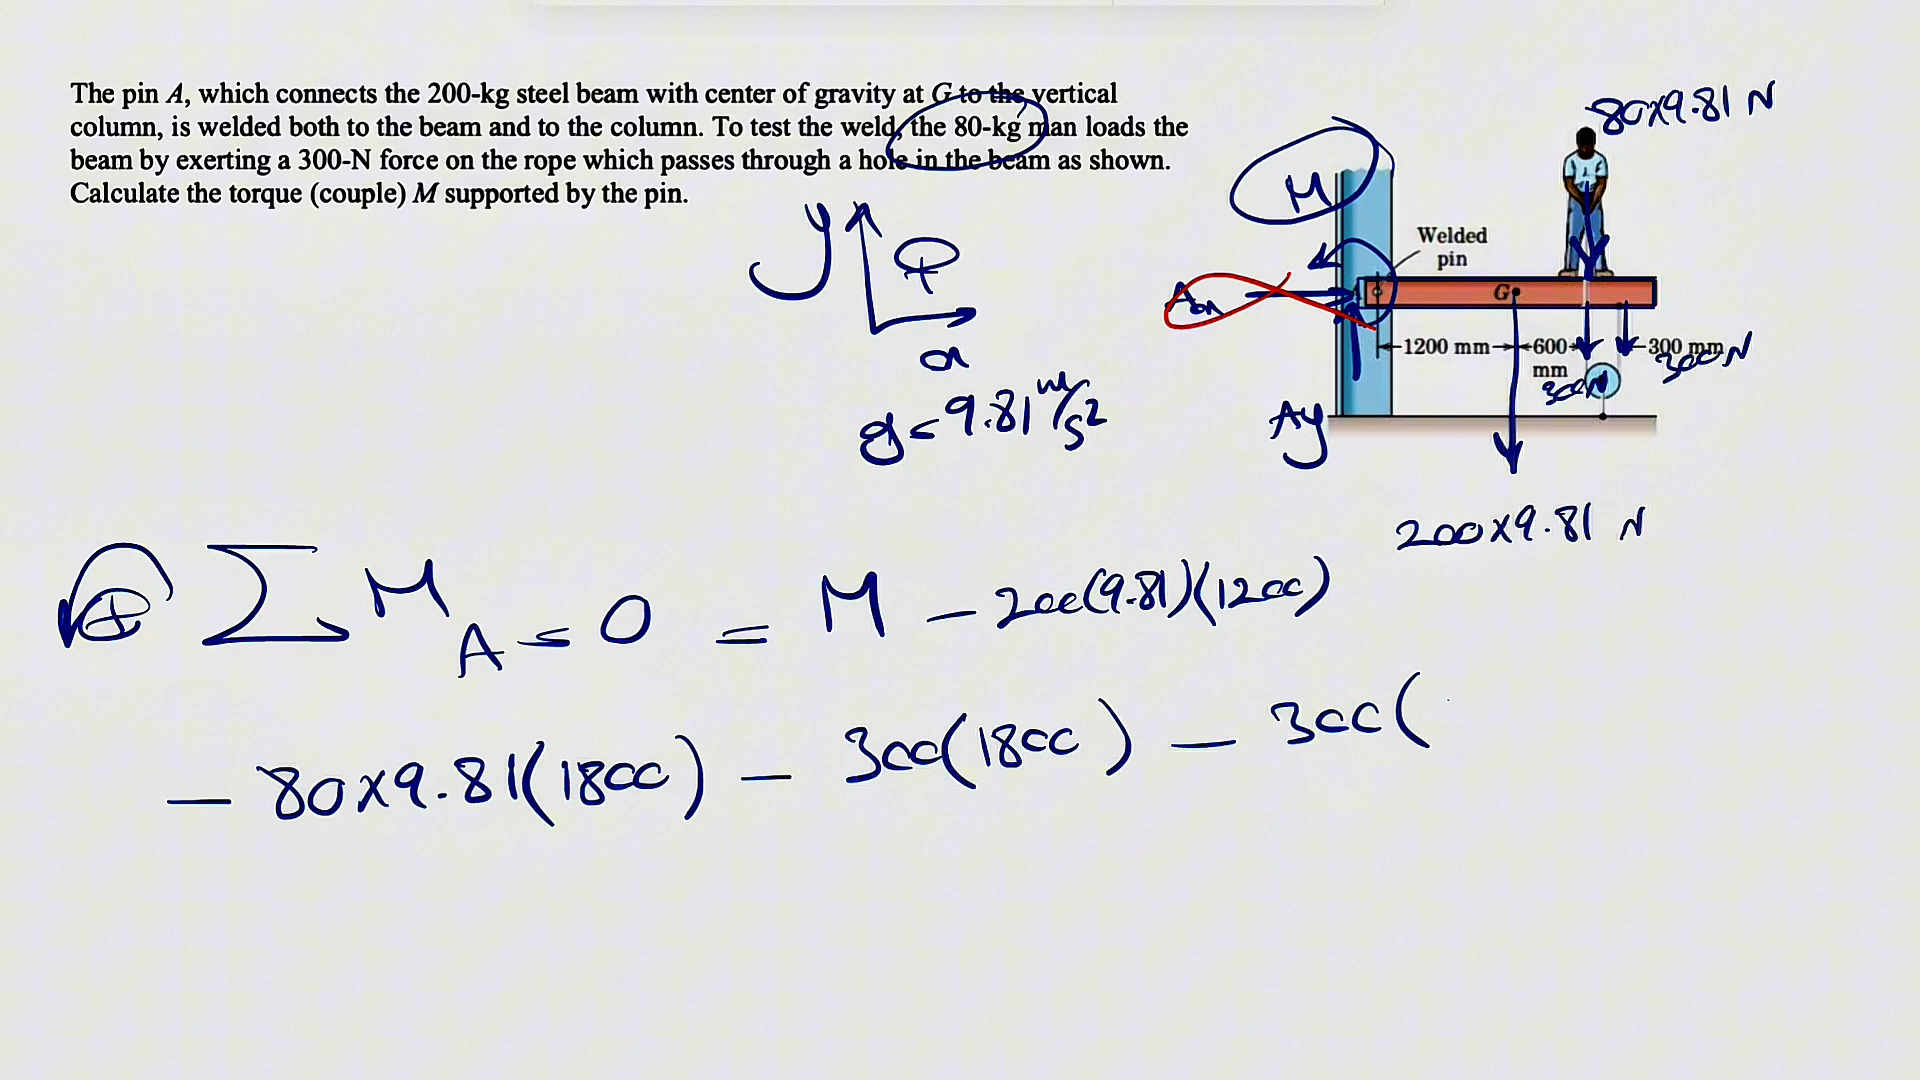 The pin A, which connects the 200-kg steel beam with center of gravity at G to the vertical
column, is welded both to the beam and to the column. To test the weld, the 80-kg man loads the
beam by exerting a 300-N force on the rope which passes through a hole in the beam as shown.
Calculate the torque (couple) M supported by the pin.
80x9.81 N
M
Welded
pin
y
+
x
g = 9.81 m/s2
Ax
A
G
1200 mm
600
mm
300 mm
300N
300N
Ay
200x9.81 N
+ ΣM A = 0 = M - 200(9.81)(1200)
- 80x9.81(1800) - 300(1800) - 300(